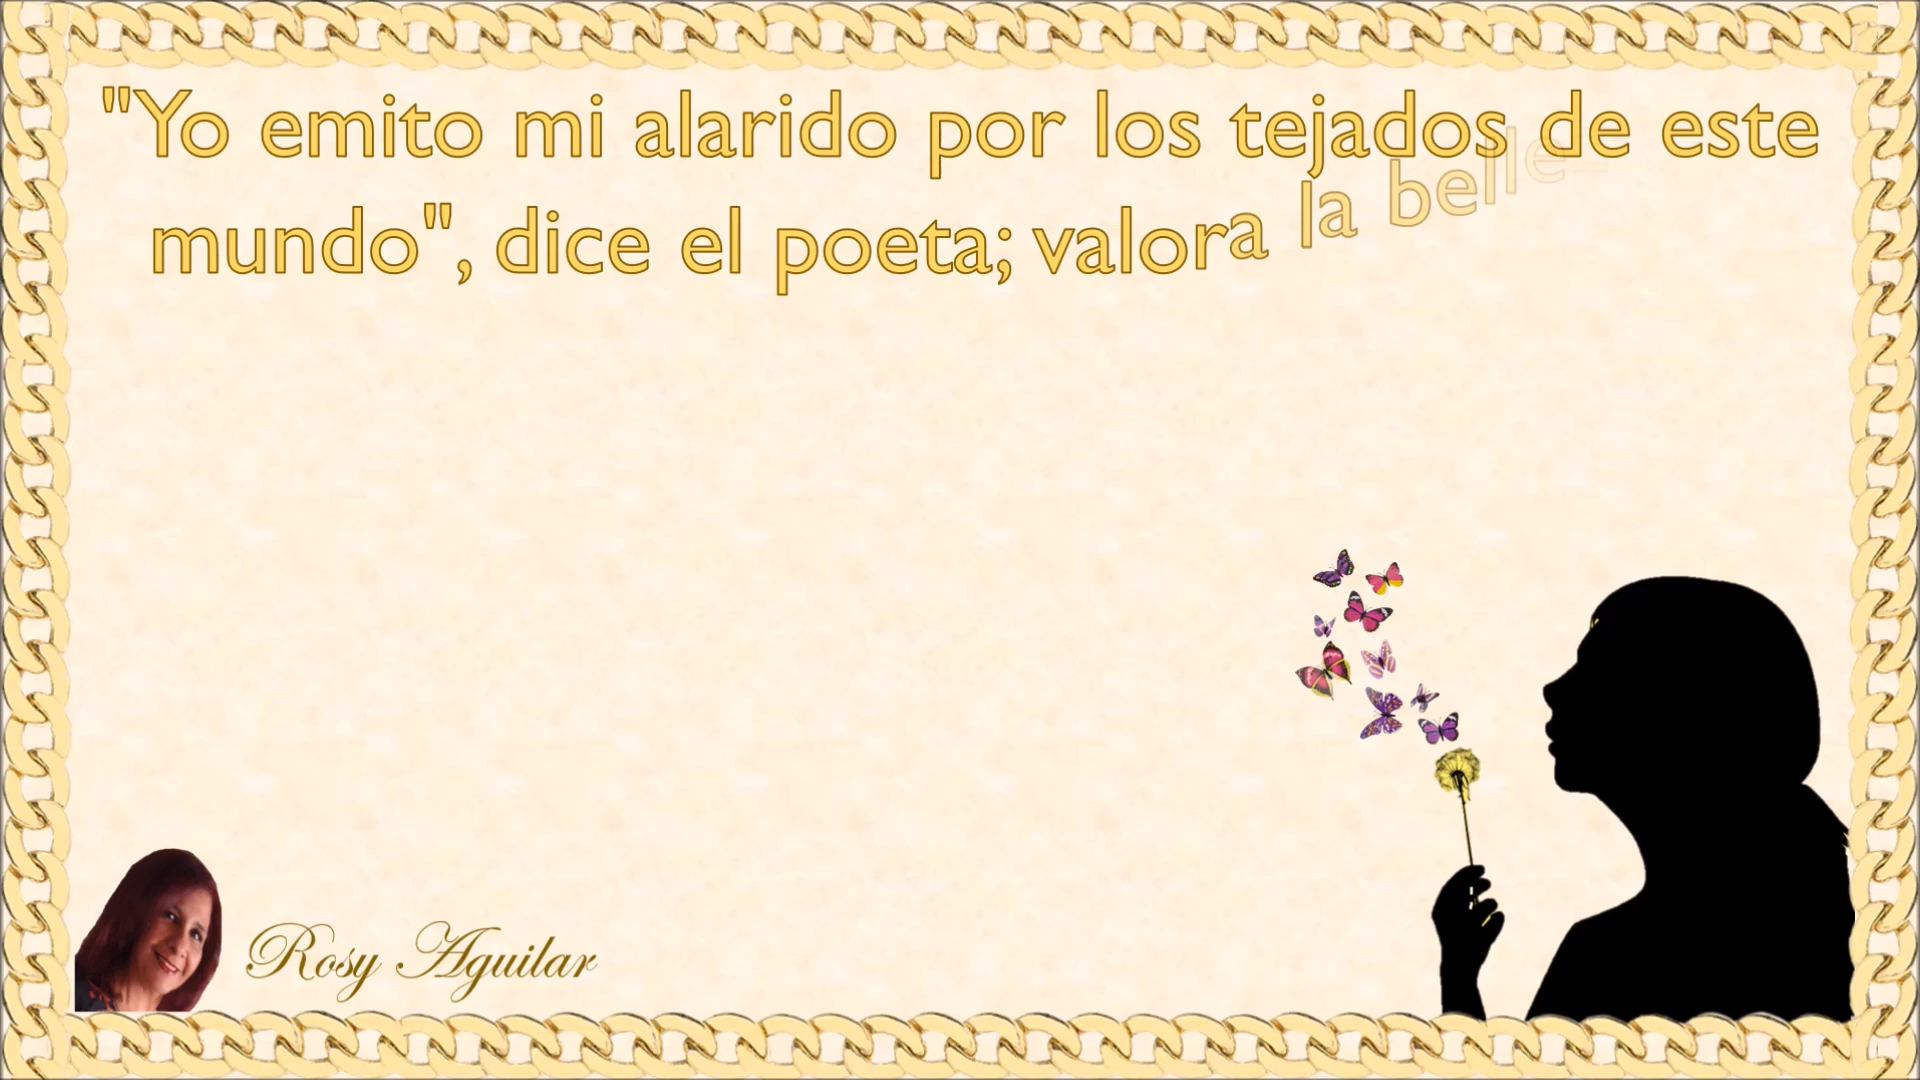 "Yo emito mi alarido por los tejados de este
mundo", dice el poeta; valora la belle
Rosy Aguilar